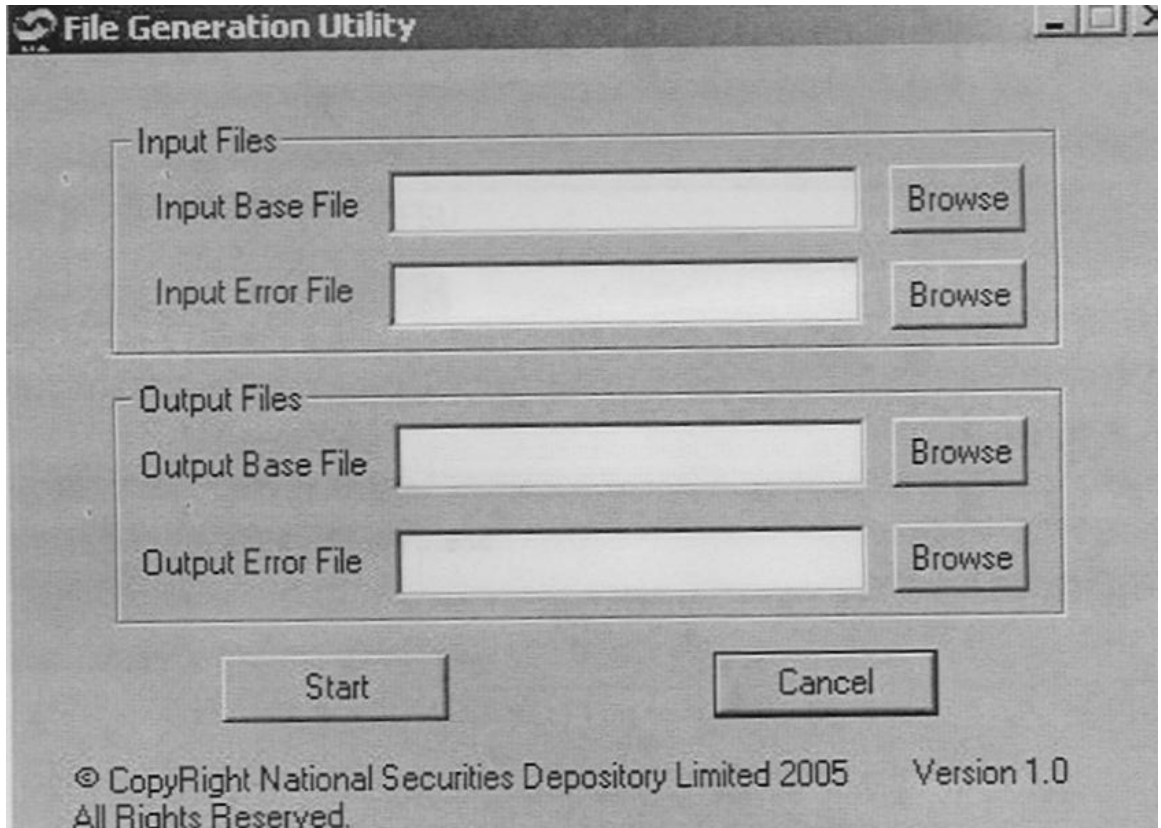 File Generation Utility
Input Files
Input Base File
Browse
Input Error File
Browse
Output Files
Output Base File
Browse
Output Error File
Browse
Start
Cancel
© CopyRight National Securities Depository Limited 2005
Version 1.0
All Rights Reserved.